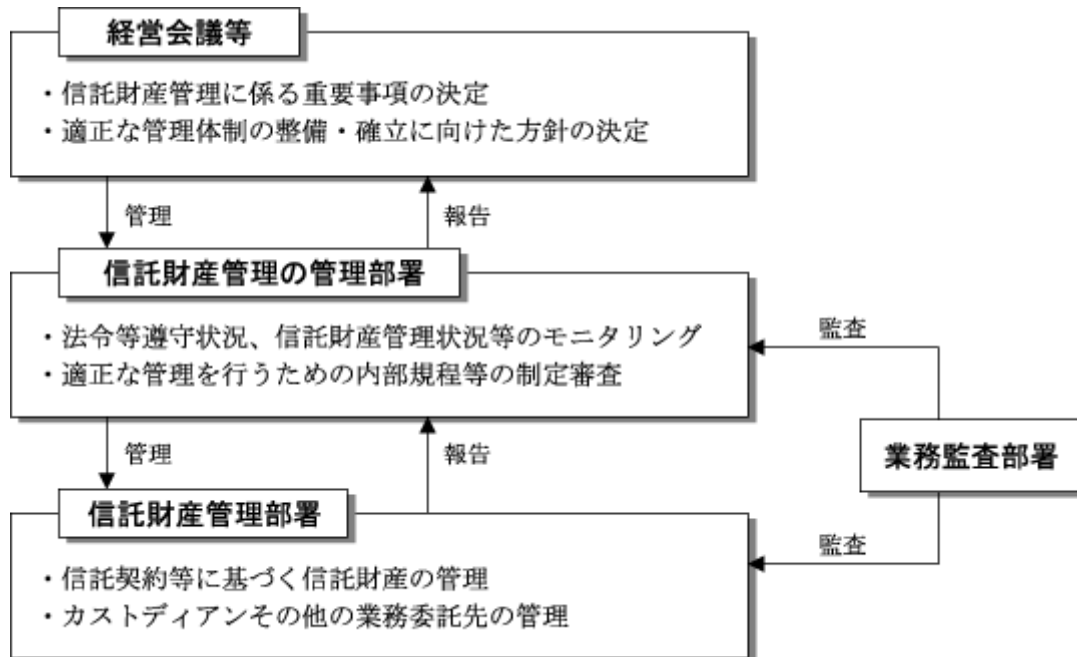 経営会議等
・信託財産管理に係る重要事項の決定
・適正な管理体制の整備・確立に向けた方針の決定
管理
報告
信託財産管理の管理部署
・法令等遵守状況、信託財産管理状況等のモニタリング
・適正な管理を行うための内部規程等の制定審査
監査
管理
報告
業務監査部署
信託財産管理部署
・信託契約等に基づく信託財産の管理
・カストディアンその他の業務委託先の管理
監査